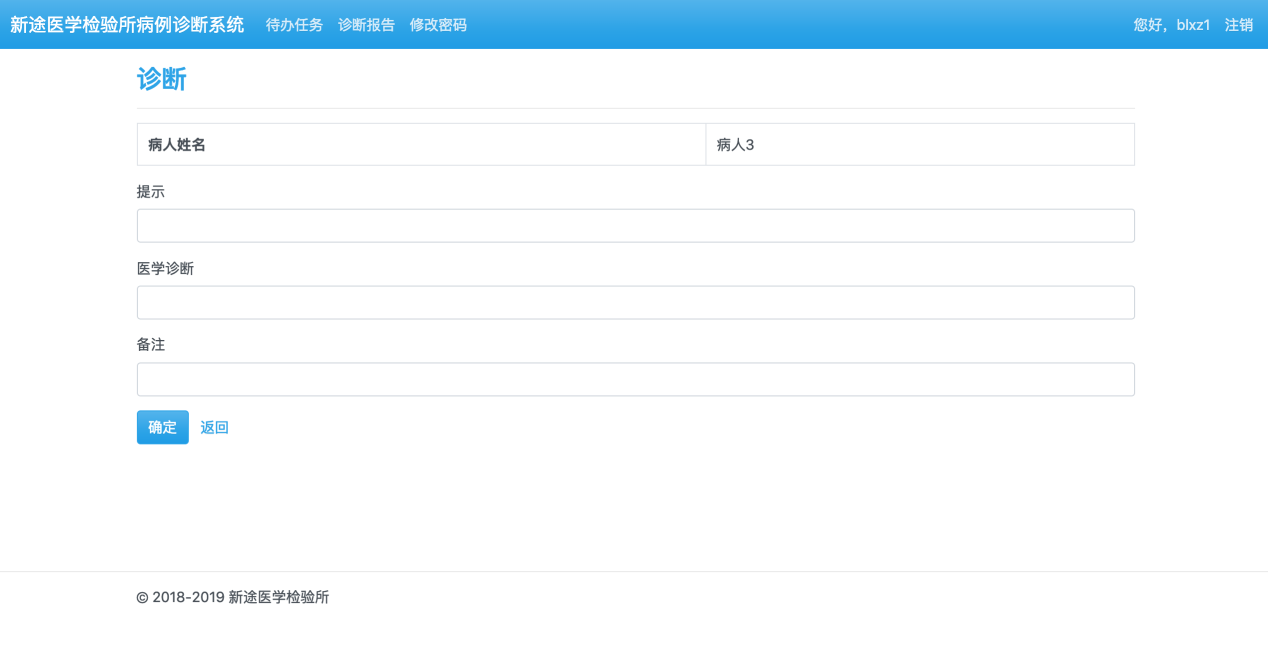 新途医学检验所病例诊断系统 待办任务 诊断报告 修改密码 您好，blxz1 注销
诊断
病人姓名 病人3
提示
医学诊断
备注
确定 返回
© 2018-2019 新途医学检验所